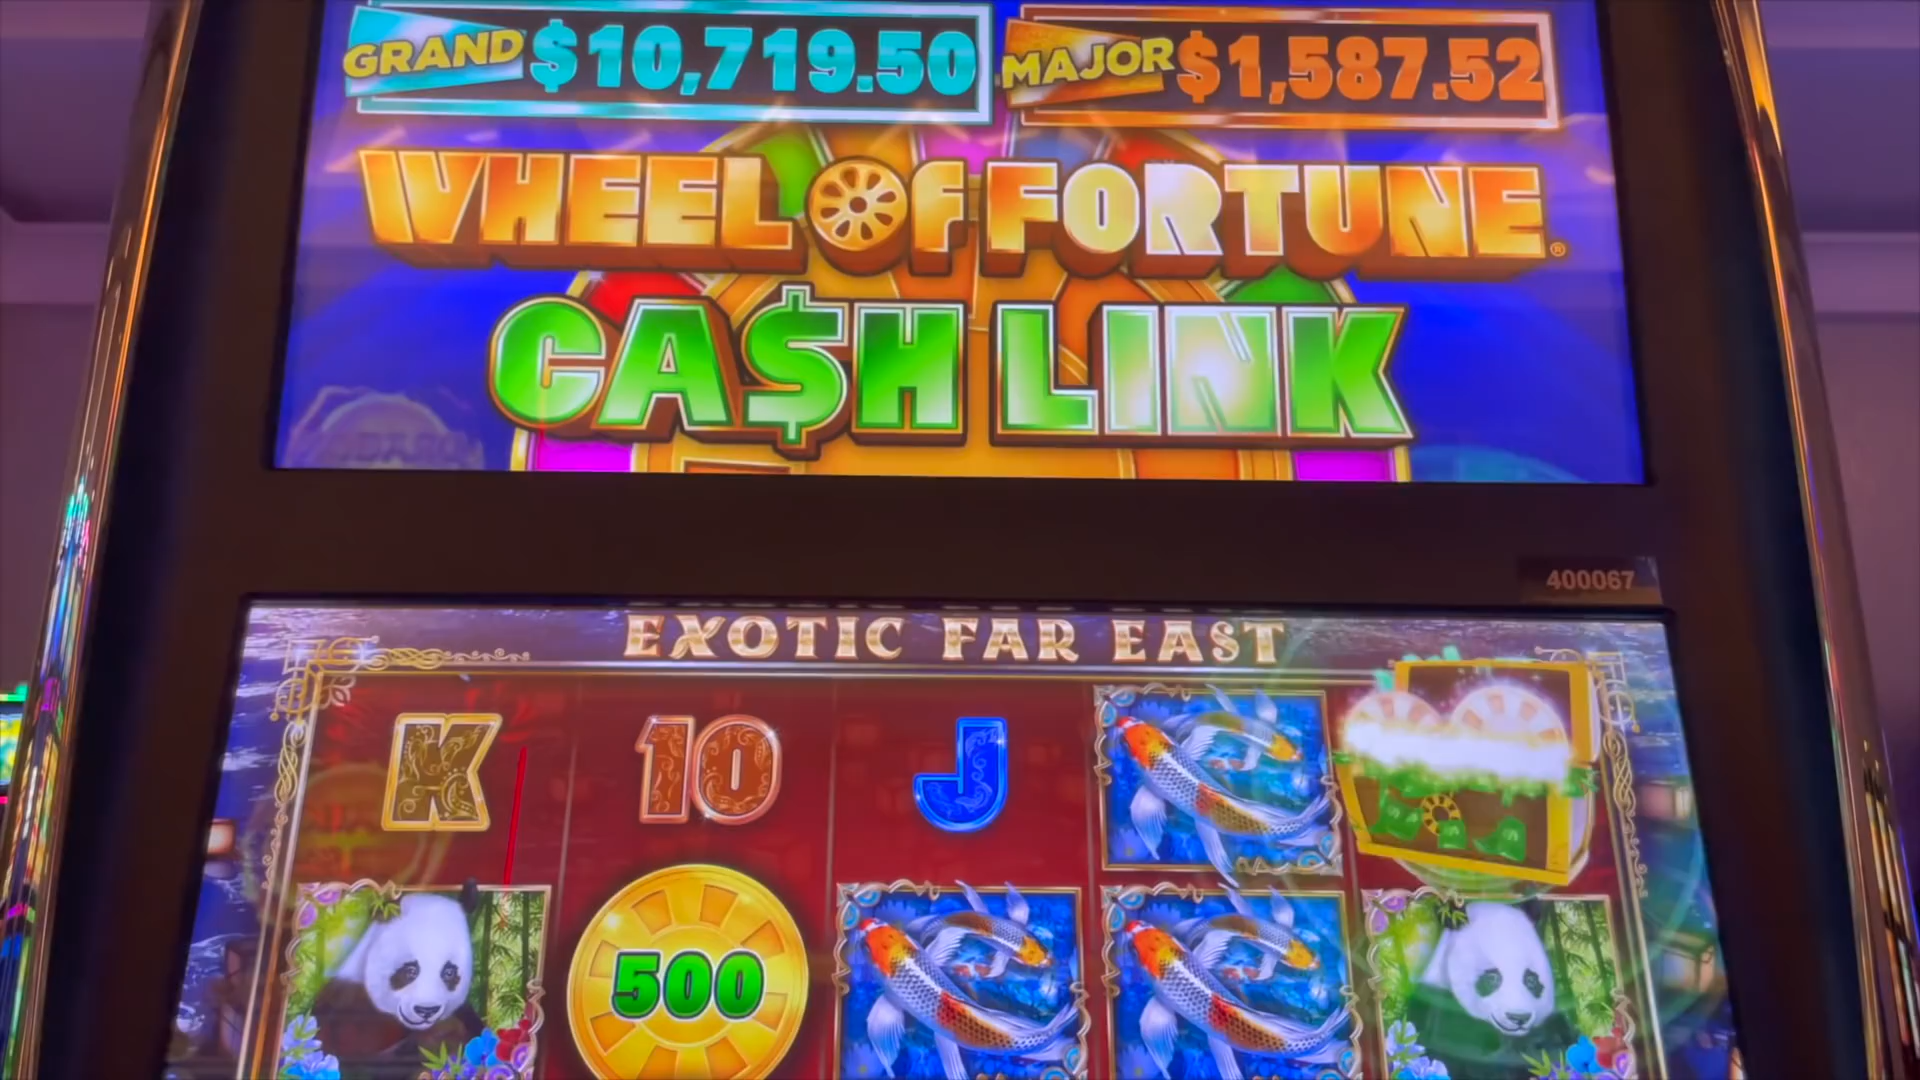 GRAND $10,719.50 MAJOR $1,587.52
WHEEL OF FORTUNE®
CA$H LINK
400067
EXOTIC FAR EAST
K 10 J
500